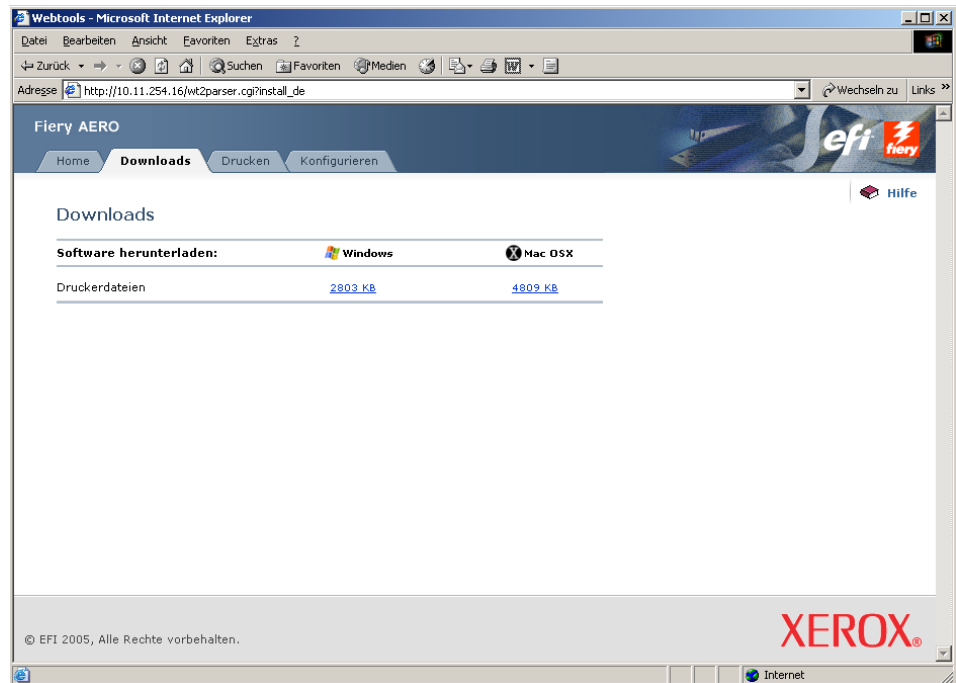 Webtools - Microsoft Internet Explorer
Datei Bearbeiten Ansicht Favoriten Extras ?
Zurück Suchen Favoriten Medien
Adresse http://10.11.254.16/wt2parser.cgi?install_de Wechseln zu Links »
Fiery AERO
efi fiery
Home Downloads Drucken Konfigurieren
Hilfe
Downloads
Software herunterladen: Windows Mac OSX
Druckerdateien 2803 KB 4809 KB
© EFI 2005, Alle Rechte vorbehalten.
XEROX®
Internet